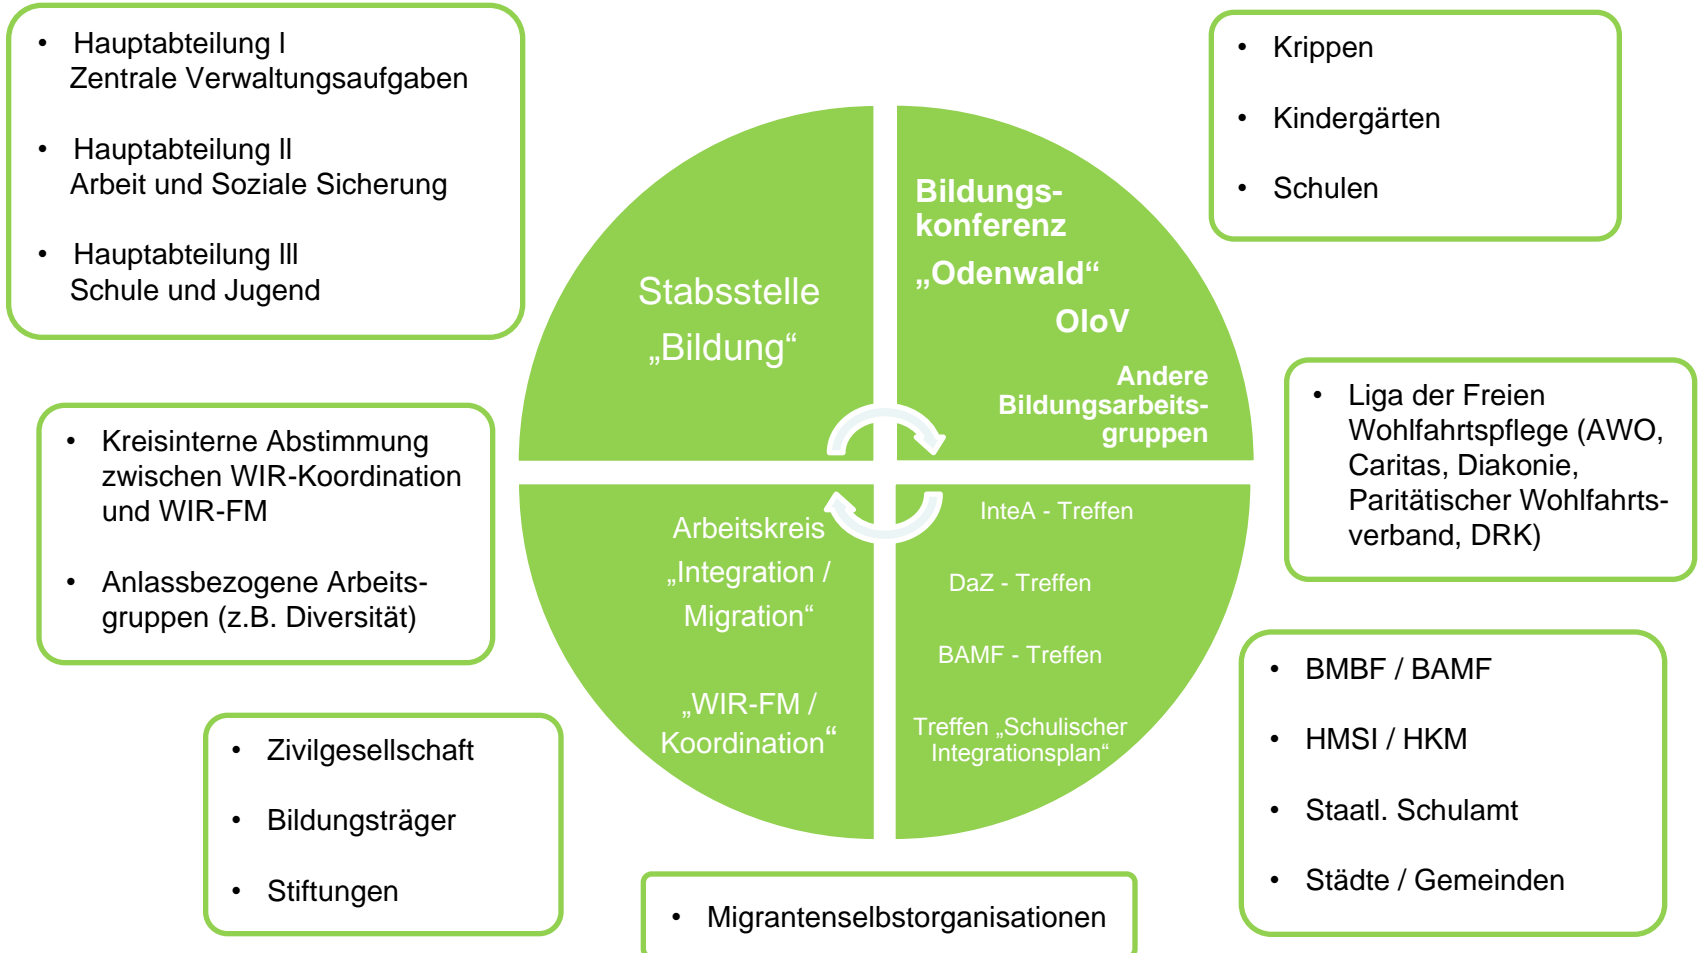 • Hauptabteilung I
Zentrale Verwaltungsaufgaben
• Hauptabteilung II
Arbeit und Soziale Sicherung
• Hauptabteilung III
Schule und Jugend
• Kreisinterne Abstimmung
zwischen WIR-Koordination
und WIR-FM
• Anlassbezogene Arbeits-
gruppen (z.B. Diversität)
• Zivilgesellschaft
• Bildungsträger
• Stiftungen
Stabsstelle
„Bildung“
Bildungs-
konferenz
„Odenwald“
OloV
Andere
Bildungsarbeits-
gruppen
Arbeitskreis
„Integration /
Migration“
„WIR-FM /
Koordination“
InteA - Treffen
DaZ - Treffen
BAMF - Treffen
Treffen „Schulischer
Integrationsplan“
• Migrantenselbstorganisationen
• Krippen
• Kindergärten
• Schulen
• Liga der Freien
Wohlfahrtspflege (AWO,
Caritas, Diakonie,
Paritätischer Wohlfahrts-
verband, DRK)
• BMBF / BAMF
• HMSI / HKM
• Staatl. Schulamt
• Städte / Gemeinden